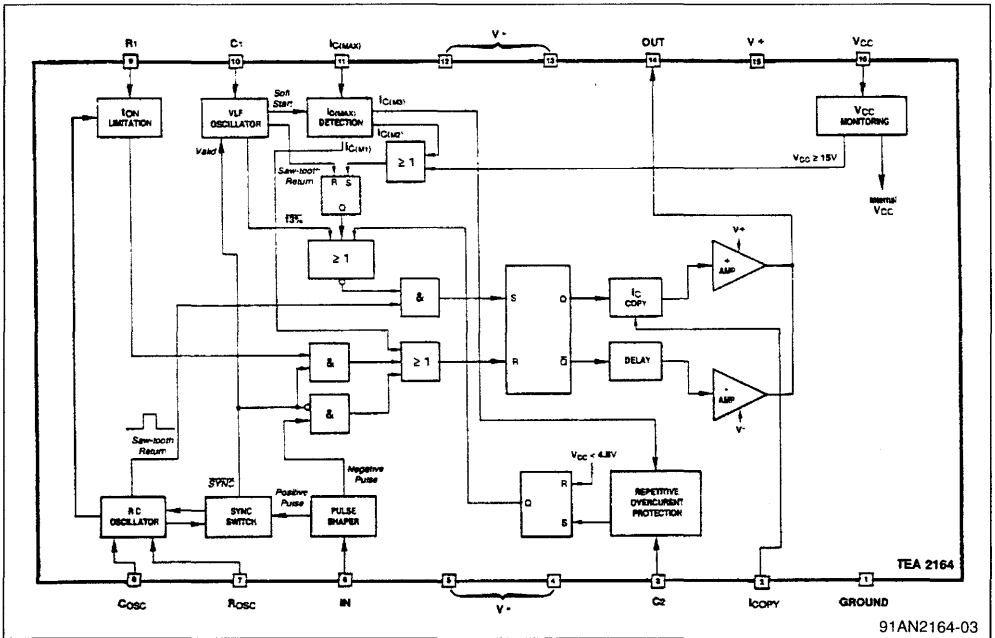 R1 C1 IC(MAX) V - OUT V + VCC
9 10 11 12 13 14 15 16
tON LIMITATION
VLF OSCILLATOR
Soft Start
IC(MAX) DETECTION
IC(M3)
IC(M2)
IC(M1)
VCC MONITORING
Valid
≥ 1
VCC ≥ 15V
Saw-tooth Return
R S
Q
Internal VCC
13%
≥ 1
V+
+ AMP
&
S Q
IC COPY
&
≥ 1
R Q
DELAY
- AMP
V-
&
Saw-tooth Return
Negative Pulse
VCC < 4.8V
SYNC
Positive Pulse
R C OSCILLATOR
SYNC SWITCH
PULSE SHAPER
Q R
S
REPETITIVE OVERCURENT PROTECTION
TEA 2164
8 7 6 5 4 3 2 1
COSC ROSC IN V - C2 ICOPY GROUND
91AN2164-03